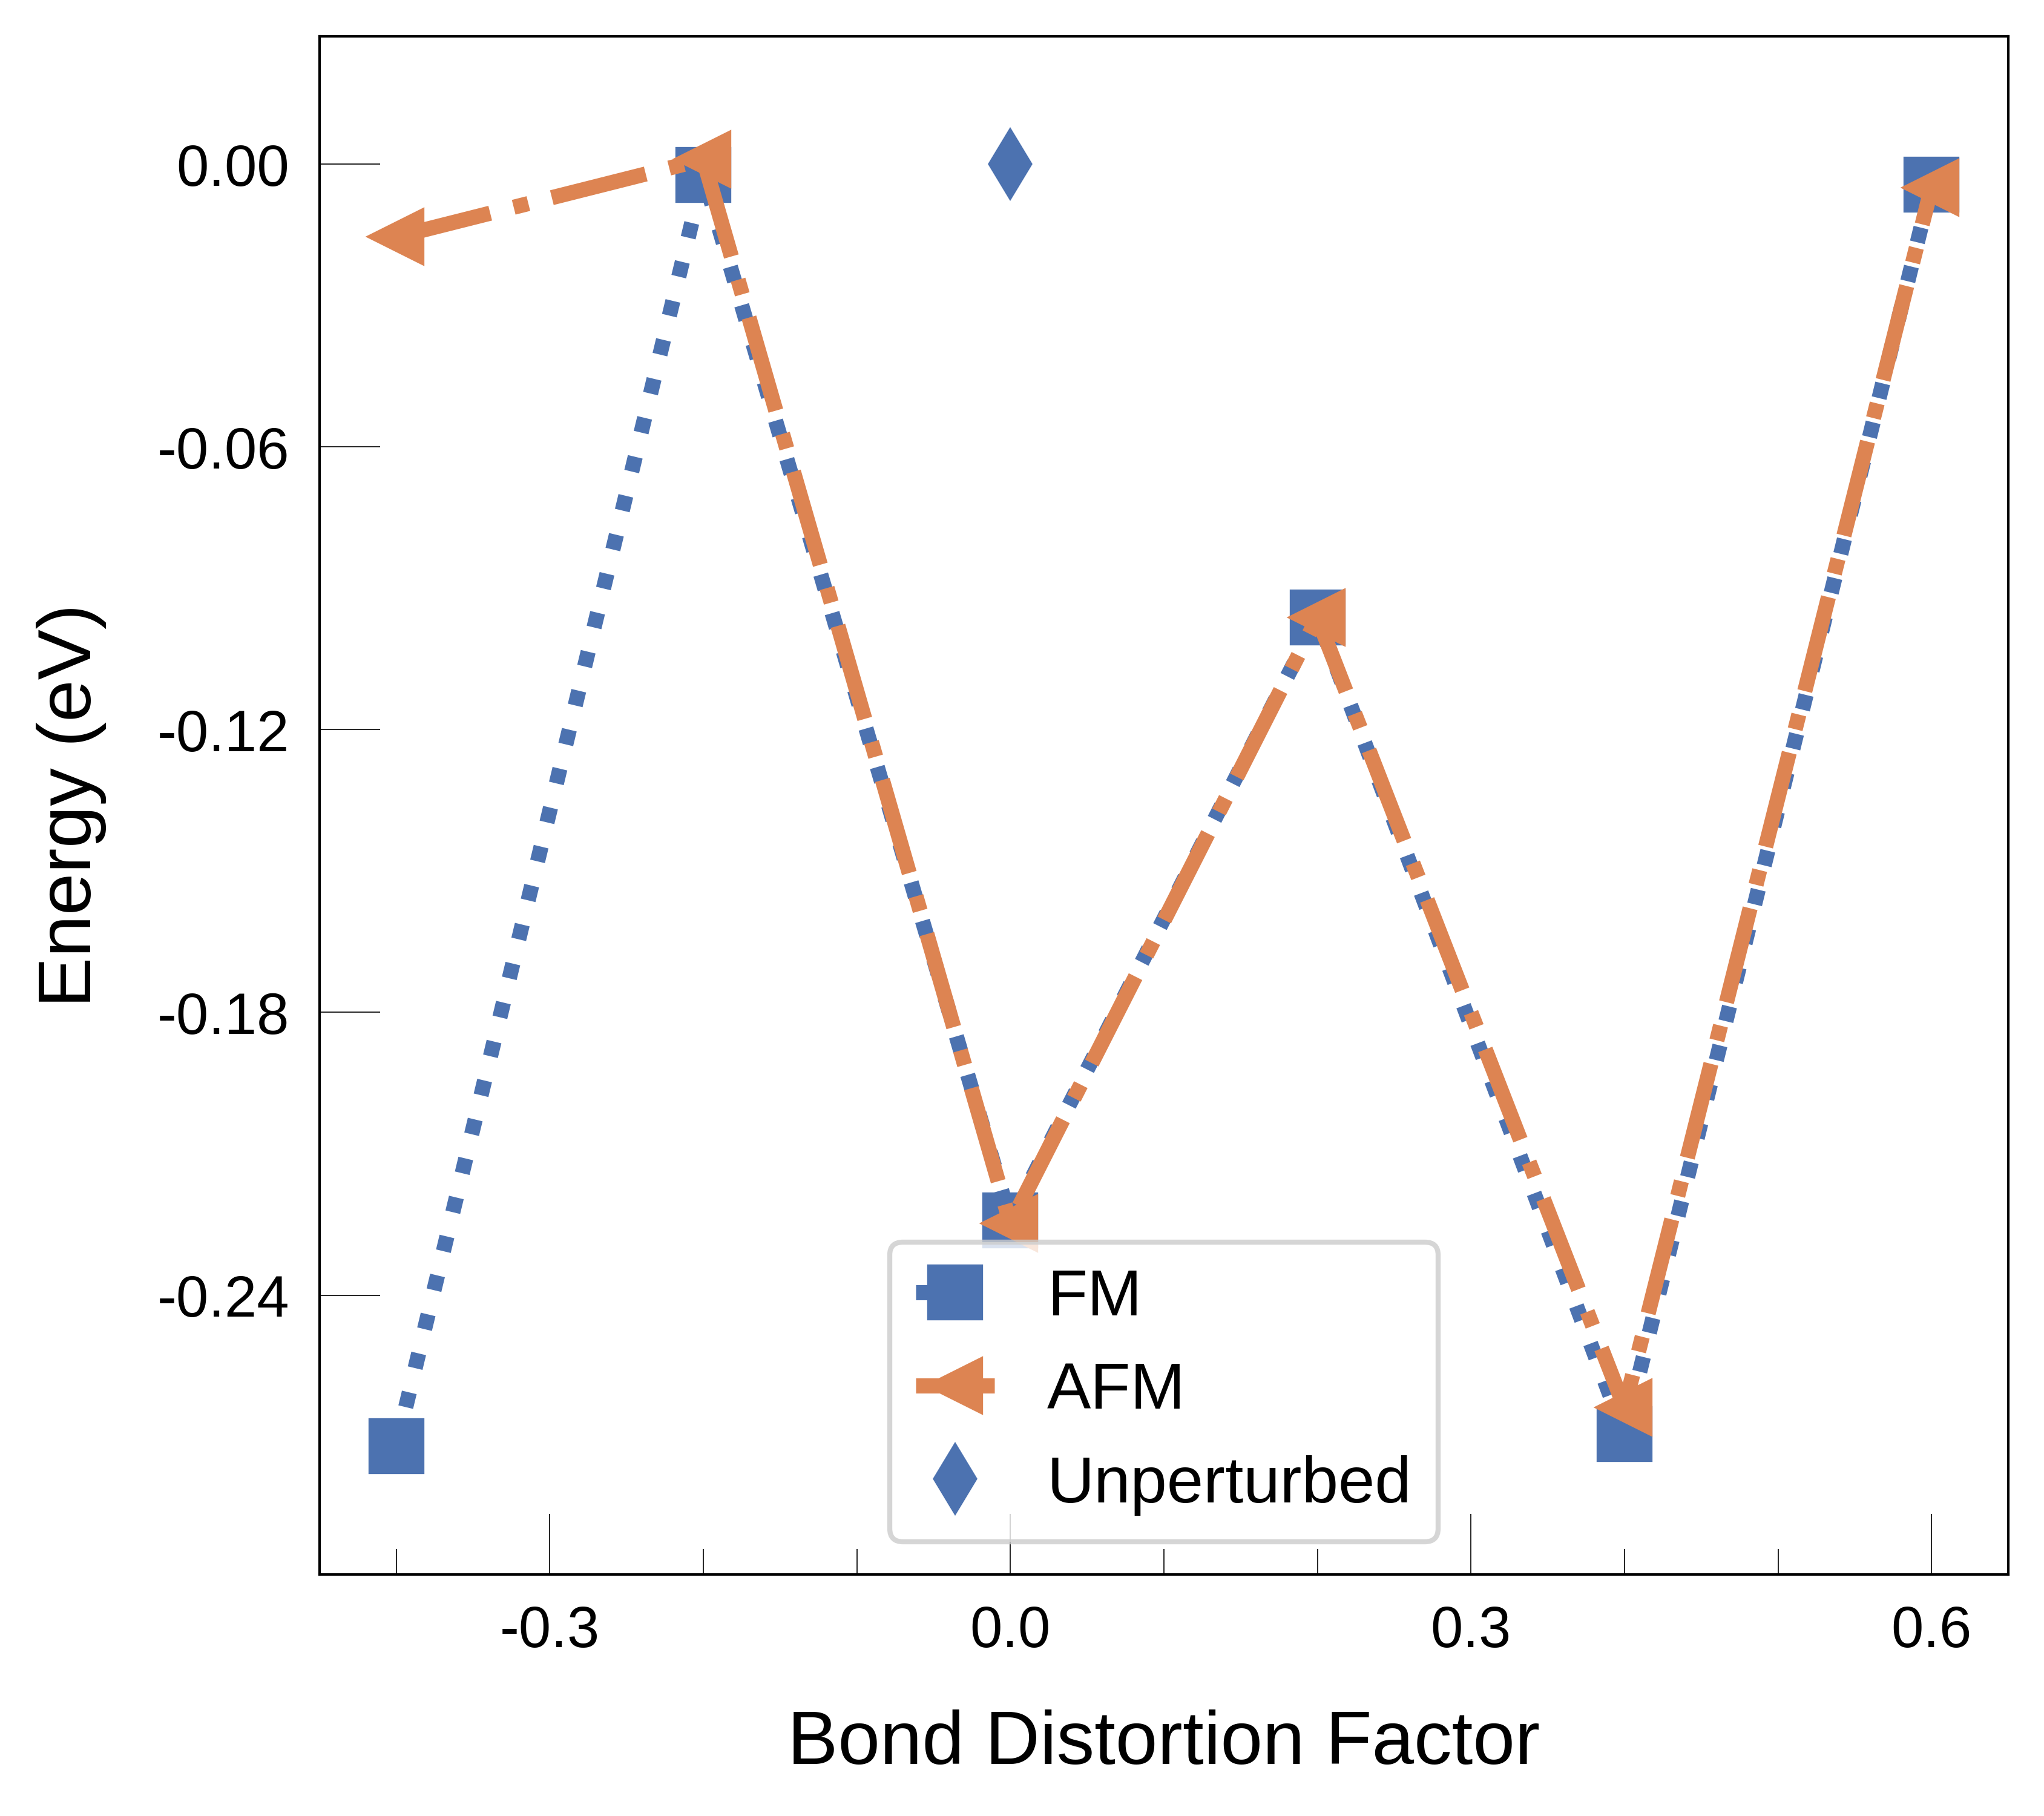 0.00
-0.06
-0.12
-0.18
-0.24
Energy (eV)
FM
AFM
Unperturbed
-0.3
0.0
0.3
0.6
Bond Distortion Factor